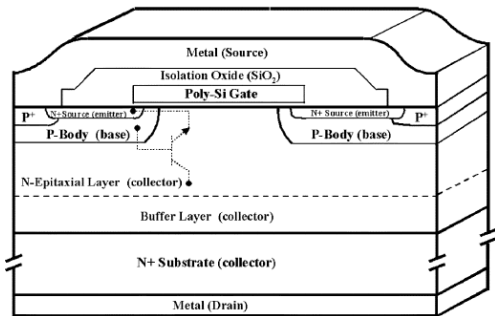 Metal (Source)
Isolation Oxide (SiO₂)
Poly-Si Gate
P⁺ N+ Source (emitter) N+ Source (emitter) P⁺
P-Body (base) P-Body (base)
N-Epitaxial Layer (collector)
Buffer Layer (collector)
N+ Substrate (collector)
Metal (Drain)